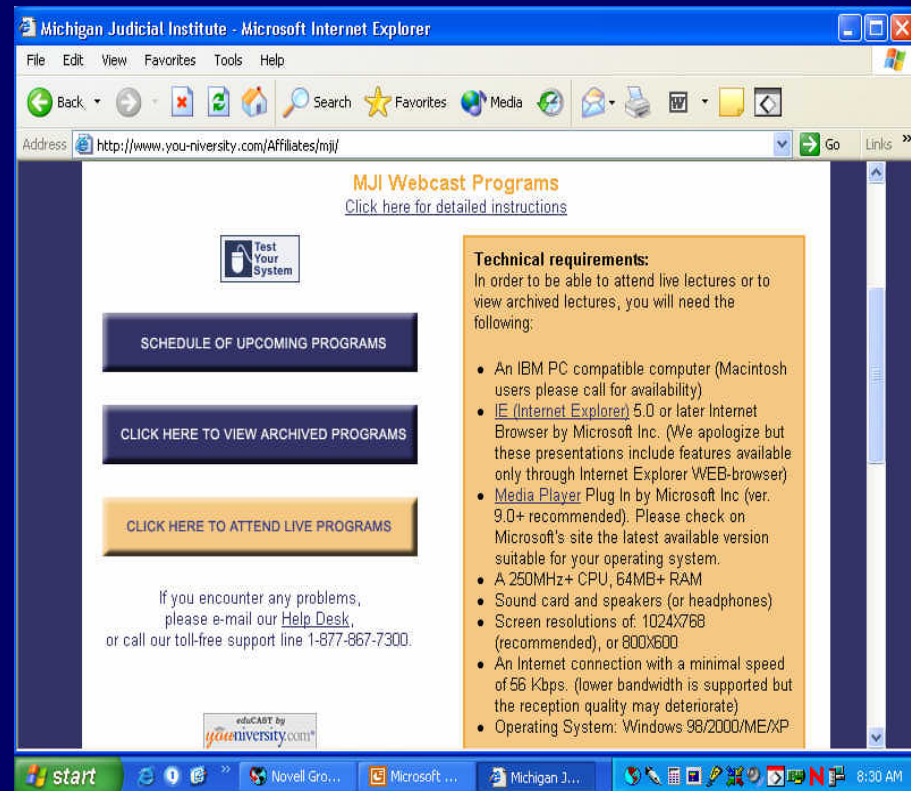 Michigan Judicial Institute - Microsoft Internet Explorer
File Edit View Favorites Tools Help
Back Search Favorites Media
Address http://www.you-niversity.com/Affiliates/mji/ Go Links »
MJI Webcast Programs
Click here for detailed instructions
Test
Your
System
SCHEDULE OF UPCOMING PROGRAMS
CLICK HERE TO VIEW ARCHIVED PROGRAMS
CLICK HERE TO ATTEND LIVE PROGRAMS
If you encounter any problems,
please e-mail our Help Desk,
or call our toll-free support line 1-877-867-7300.
eduCAST by
youniversity.com
Technical requirements:
In order to be able to attend live lectures or to
view archived lectures, you will need the
following:
• An IBM PC compatible computer (Macintosh
users please call for availability)
• IE (Internet Explorer) 5.0 or later Internet
Browser by Microsoft Inc. (We apologize but
these presentations include features available
only through Internet Explorer WEB-browser)
• Media Player Plug In by Microsoft Inc (ver.
9.0+ recommended). Please check on
Microsoft's site the latest available version
suitable for your operating system.
• A 250MHz+ CPU, 64MB+ RAM
• Sound card and speakers (or headphones)
• Screen resolutions of: 1024X768
(recommended), or 800X600
• An Internet connection with a minimal speed
of 56 Kbps. (lower bandwidth is supported but
the reception quality may deteriorate)
• Operating System: Windows 98/2000/ME/XP
start » Novell Gro... Microsoft ... Michigan J... N 8:30 AM